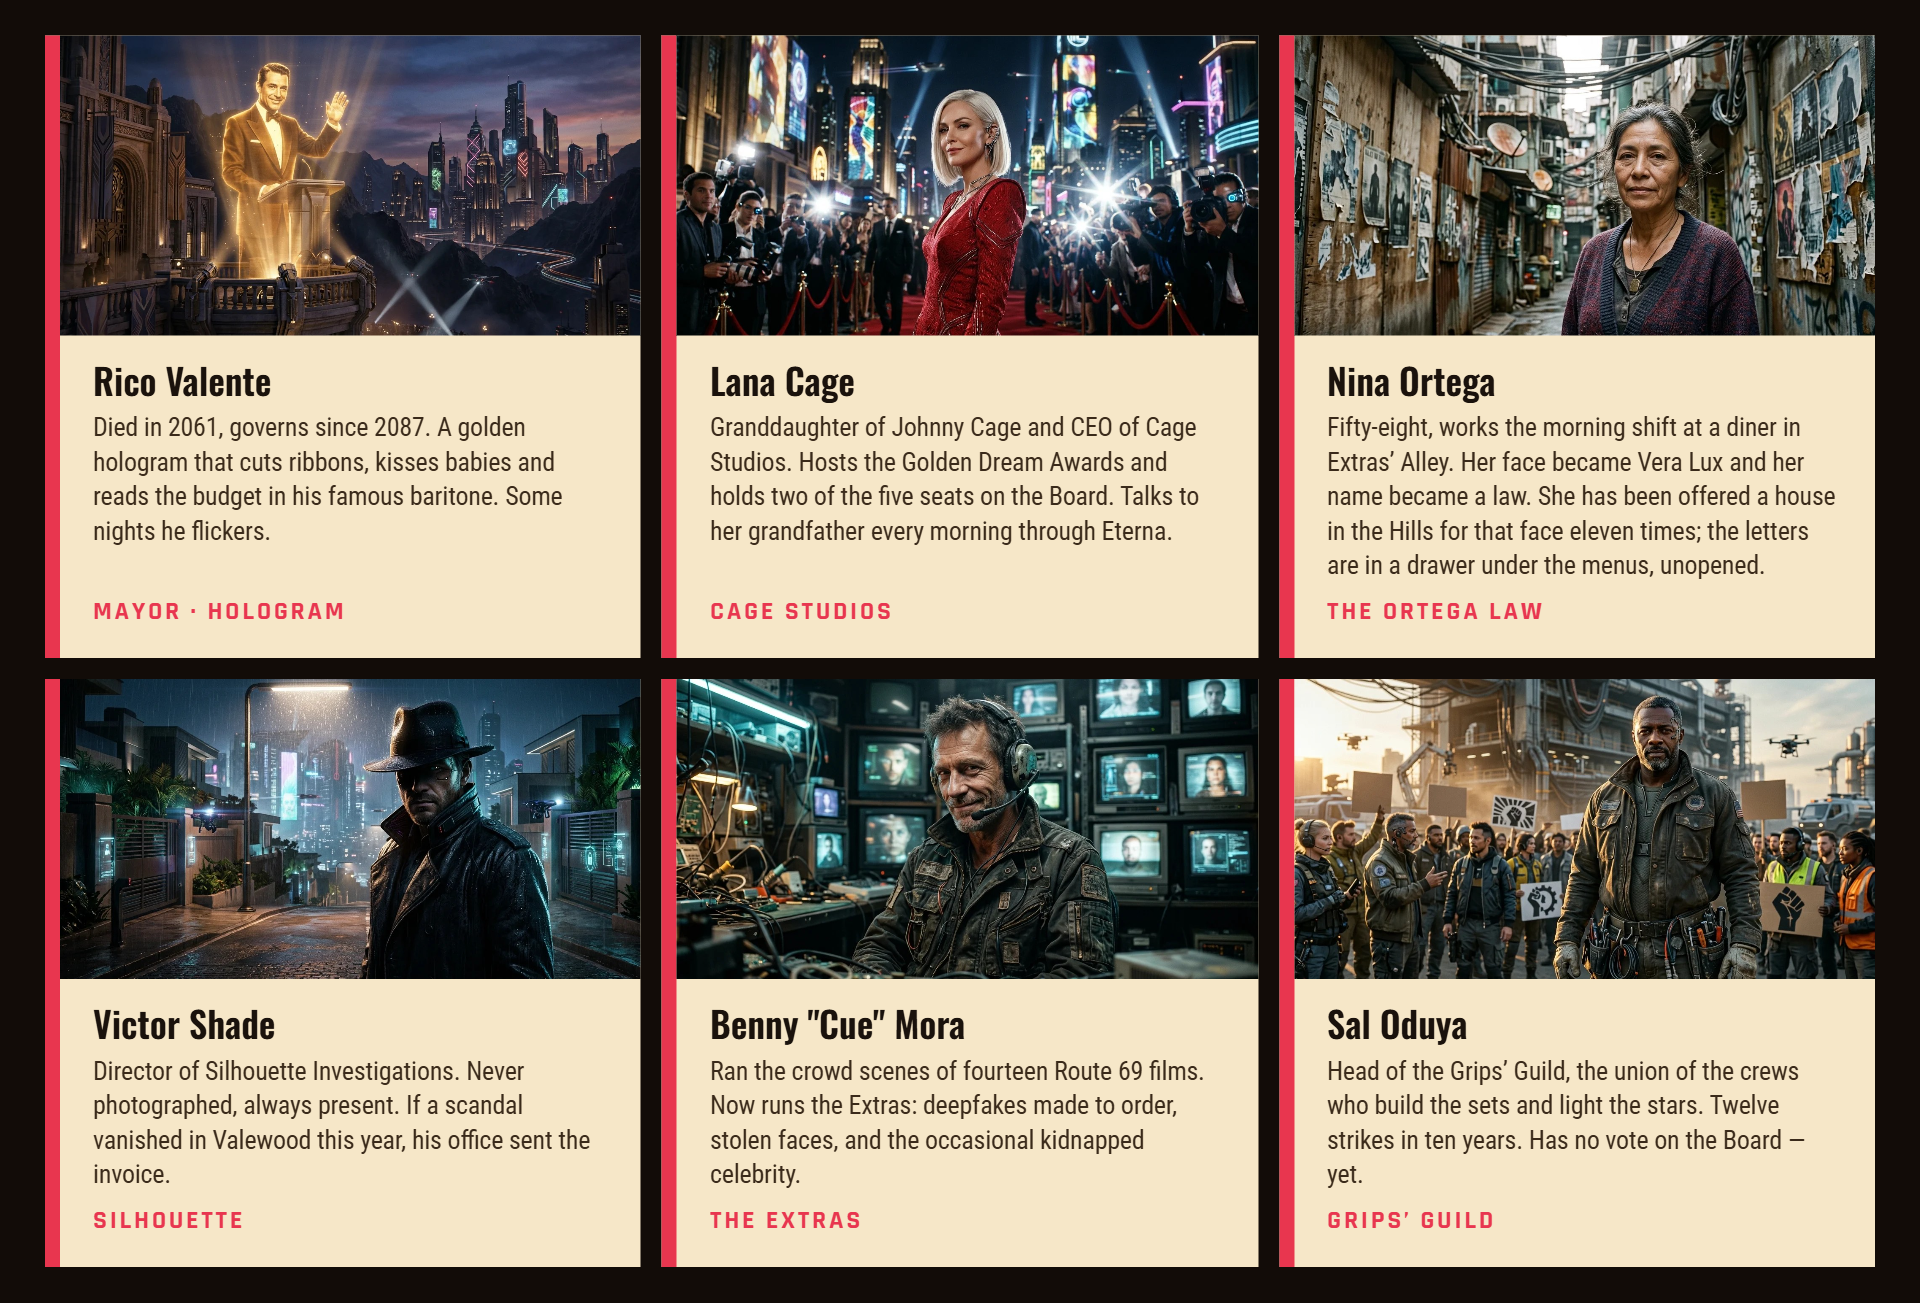 Rico Valente
Died in 2061, governs since 2087. A golden
hologram that cuts ribbons, kisses babies and
reads the budget in his famous baritone. Some
nights he flickers.
MAYOR · HOLOGRAM
Lana Cage
Granddaughter of Johnny Cage and CEO of Cage
Studios. Hosts the Golden Dream Awards and
holds two of the five seats on the Board. Talks to
her grandfather every morning through Eterna.
CAGE STUDIOS
Nina Ortega
Fifty-eight, works the morning shift at a diner in
Extras’ Alley. Her face became Vera Lux and her
name became a law. She has been offered a house
in the Hills for that face eleven times; the letters
are in a drawer under the menus, unopened.
THE ORTEGA LAW
Victor Shade
Director of Silhouette Investigations. Never
photographed, always present. If a scandal
vanished in Valewood this year, his office sent the
invoice.
SILHOUETTE
Benny "Cue" Mora
Ran the crowd scenes of fourteen Route 69 films.
Now runs the Extras: deepfakes made to order,
stolen faces, and the occasional kidnapped
celebrity.
THE EXTRAS
Sal Oduya
Head of the Grips’ Guild, the union of the crews
who build the sets and light the stars. Twelve
strikes in ten years. Has no vote on the Board —
yet.
GRIPS’ GUILD